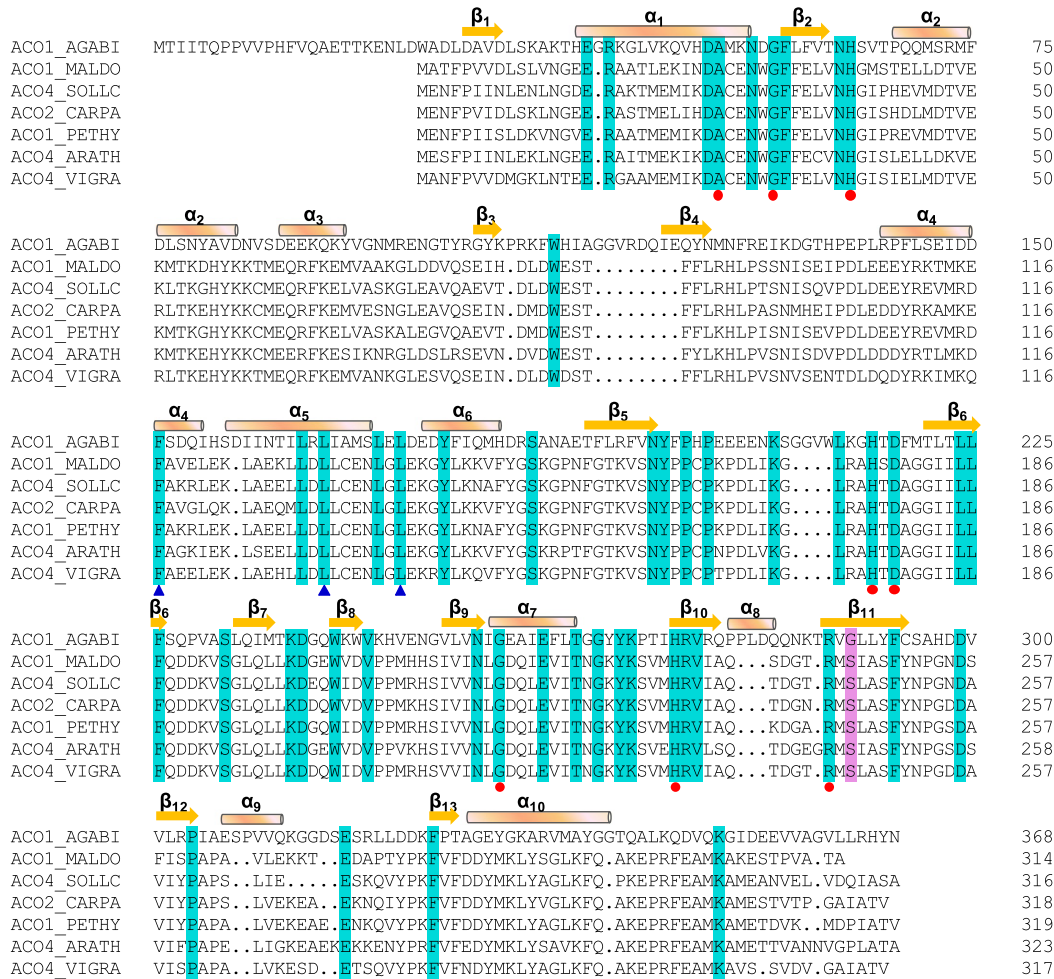 β1 α1 β2 α2
ACO1_AGABI MTIITQPPVVPHFVQAETTKENLDWADLDAVDLSKAKTHEGRKGLVKQVHDAMKNDGFLFVTNHSVTPQQMSRMF 75
ACO1_MALDO MATFPVVDLSLVNGEE.RAATLEKINDACENWGFFELVNHGMSTELLDTVE 50
ACO4_SOLLC MENFPIINLENLNGDE.RAKTMEMIKDACENWGFFELVNHGIPHEVMDTVE 50
ACO2_CARPA MEFPVIDLSKLNGEE.RASTMELIHDACENWGFFELVNHGISHDLMDTVE 50
ACO1_PETHY MENFPIISLDKVNGVE.RAATMEMIKDACENWGFFELVNHGIPREVMDTVE 50
ACO4_ARATH MESFPIINLEKLNGEE.RAITMEKIKDACENWGFFECVNHGISLELLDKVE 50
ACO4_VIGRA MANFPVVDMGKLNTEE.RGAAMEMIKDACENWGFFELVNHGISIELMDTVE 50
α2 α3 β3 β4 α4
ACO1_AGABI DLSNYAVDNVSDEEKQKYVGNMRENGTYRGYKPRKFWHIAGGVRDQIEQYNMNFREIKDGTHPEPLRPFLSEIDD 150
ACO1_MALDO KMTKDHYKKTMEQRFKEMVAAKGLDDVQSEIH.DLDWEST........FFLRHLPSSNISEIPDLEEEYRKTMKE 116
ACO4_SOLLC KLTKGHYKKCMEQRFKELVASKGLEAVQAEVT.DLDWEST........FFLRHLPTSNISQVPDLDEEYREVMRD 116
ACO2_CARPA RLTKEHYKKCMEQRFKEMVESNGLEAVQSEIN.DMDWEST........FFLRHLPASNMHEIPDLEDDYRKAMKE 116
ACO1_PETHY KMTKGHYKKCMEQRFKELVASKALEGVQAEVT.DMDWEST........FFLKHLPISNISEVPDLDEEYREVMRD 116
ACO4_ARATH KMTKEHYKKCMEERFKESIKNRGLDSLRSEVN.DVDWEST........FYLKHLPVSNISDVPDLDDDYRTLMKD 116
ACO4_VIGRA RLTKEHYKKTMEQRFKEMVANKGLESVQSEIN.DLDWDST........FFLRHLPVSNVSENTDLDQDYRKIMKQ 116
α4 α5 α6 β5 β6
ACO1_AGABI FSDQIHSDIINTILRLIAMSLELDEDYFIQMHDRSANAETFLRFVNYFPHPEEEENKSGGVWLKGHTDFMTLTLL 225
ACO1_MALDO FAVELEK.LAEKLLDLLCENLGLEKGYLKKVFYGSKGPNFGTKVSNYPPCPKPDLIKG....LRAHSDAGGIILL 186
ACO4_SOLLC FAKRLEK.LAEELLDLLCENLGLEKGYLKNAFYGSKGPNFGTKVSNYPPCPKPDLIKG....LRAHTDAGGIILL 186
ACO2_CARPA FAVGLQK.LAEQMLDLLCENLGLEKGYLKKVFYGSKGPNFGTKVSNYPPCPKPDLIKG....LRAHTDAGGIILL 186
ACO1_PETHY FAKRLEK.LAEELLDLLCENLGLEKGYLKNAFYGSKGPNFGTKVSNYPPCPKPDLIKG....LRAHTDAGGIILL 186
ACO4_ARATH FAGKIEK.LSEELLDLLCENLGLEKGYLKKVFYGSKRPTFGTKVSNYPPCPNPDLVKG....LRAHTDAGGIILL 186
ACO4_VIGRA FAEELEK.LAEHLLDLLCENLGLEKRYLKQVFYGSKGPNFGTKVSNYPPCPTPDLIKG....LRAHTDAGGIILL 186
β6 β7 β8 β9 α7 β10 α8 β11
ACO1_AGABI FSQPVASLQIMTKDGQWKWVKHVENGVLVNIGEAIEFLTGGYYKPTIHRVRQPPLDQQNKTRVGLLYFCSAHDDV 300
ACO1_MALDO FQDDKVSGLQLLKDGEWVDVPPMHHSIVINLGDQIEVITNGKYKSVMHRVIAQ...SDGT.RMSIASFYNPGNDS 257
ACO4_SOLLC FQDDKVSGLQLLKDEQWIDVPPMRHSIVVNLGDQLEVITNGKYKSVMHRVIAQ...TDGT.RMSLASFYNPGNDA 257
ACO2_CARPA FQDDKVSGLQLLKDGQWIDVPPMRHSIVVNLGDQLEVITNGKYKSVMHRVIAQ...TDGN.RMSLASFYNPGDDA 257
ACO1_PETHY FQDDKVSGLQLLKDGQWIDVPPMRHSIVVNLGDQLEVITNGKYKSVMHRVIAQ...KDGA.RMSLASFYNPGSDA 257
ACO4_ARATH FQDDKVSGLQLLKDGEWVDVPPVKHSIVVNLGDQLEVITNGKYKSVEHRVLSQ...TDGEGRMSIASFYNPGSDS 258
ACO4_VIGRA FQDDKVSGLQLLKDDQWIDVPPMRHSIVINLGDQLEVITNGKYKSVMHRVIAQ...TDGT.RMSLASFYNPGDDA 257
β12 α9 β13 α10
ACO1_AGABI VLRPIAESPVVQKGGDSESRLLDDKFPTAGEYGKARVMAYGGTQALKQDVQKGIDEEVVAGVLLRHYN 368
ACO1_MALDO FISPAPA..VLEKKT..EDAPTYPKFVFDDYMKLYSGLKFQ.AKEPRFEAMKAKESTPVA.TA 314
ACO4_SOLLC VIYPAPS..LIE.....ESKQVYPKFVFDDYMKLYAGLKFQ.PKEPRFEAMKAMEANVEL.VDQIASA 316
ACO2_CARPA VIYPAPS..LVEKEA..EKNQIYPKFVFDDYMKLYVGLKFQ.AKEPRFEAMKAMESTVTP.GAIATV 318
ACO1_PETHY VIYPAPS..LVEKEAE.ENKQVYPKFVFDDYMKLYAGLKFQ.AKEPRFEAMKAMETDVK..MDPIATV 319
ACO4_ARATH VIFPAPE..LIGKEAEKEKKENYPRFVFEDYMKLYSAVKFQ.AKEPRFEAMKAMETTVANNVGPLATA 323
ACO4_VIGRA VISPAPA..LVKESD..ETSQVYPKFVFNDYMKLYAGLKFQ.AKEPRFEAMKAVS.SVDV.GAIATV 317